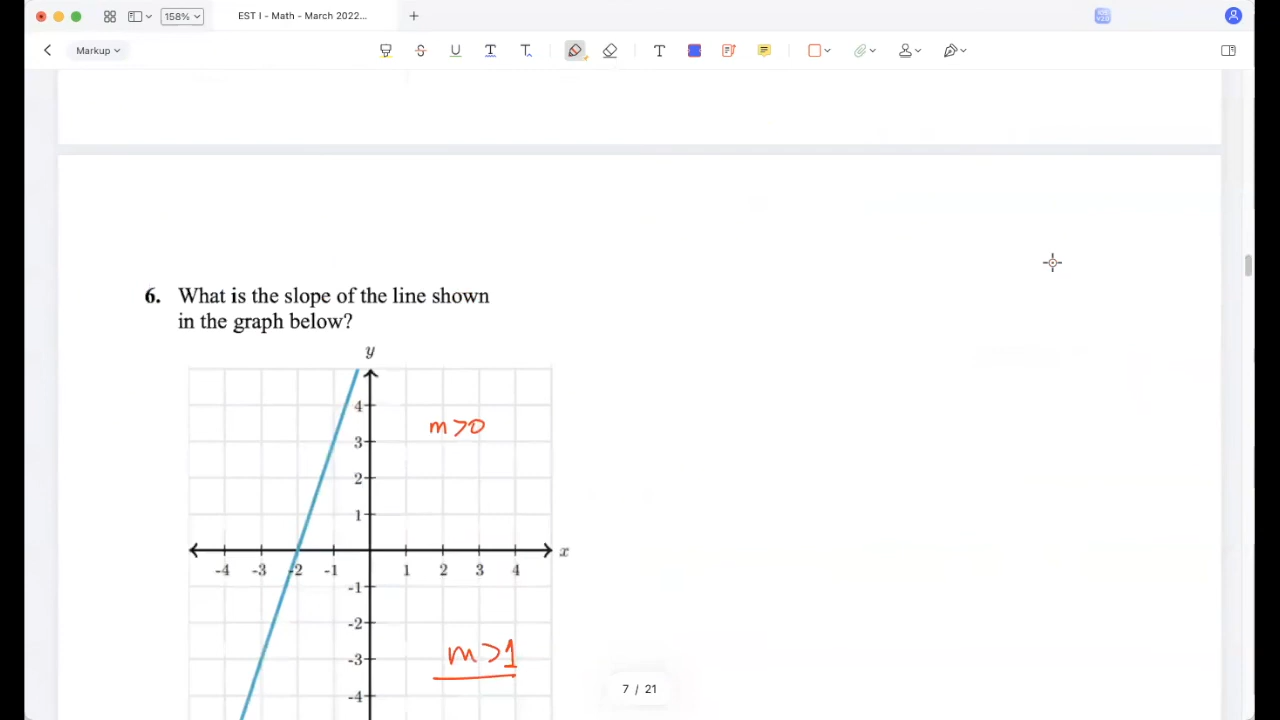 158%
EST I - Math - March 2022...
Markup
T
T
T
6. What is the slope of the line shown
in the graph below?
y
4
m >0
3
2
1
x
-4 -3 -2 -1 1 2 3 4
-1
-2
-3
m >1
-4
7 / 21